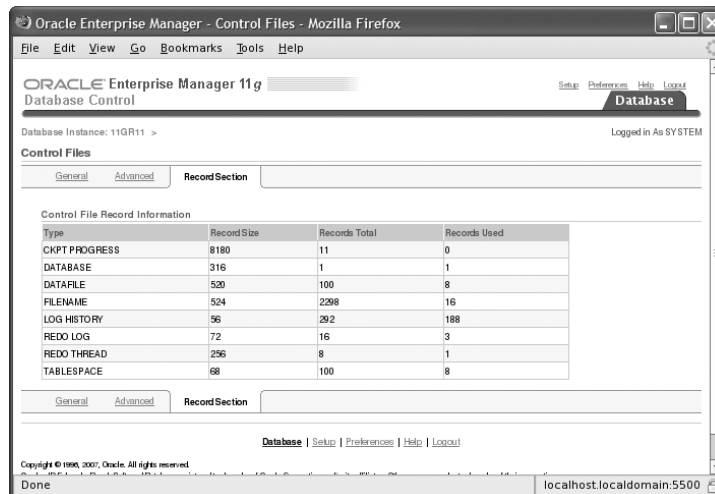 Oracle Enterprise Manager - Control Files - Mozilla Firefox
File Edit View Go Bookmarks Tools Help
ORACLE Enterprise Manager 11g
Database Control
Setup Preferences Help Logout
Database
Database Instance: 11GR11 >
Logged in As SYSTEM
Control Files
General Advanced Record Section
Control File Record Information
Type Record Size Records Total Records Used
CKPT PROGRESS 8180 11 0
DATABASE 316 1 1
DATAFILE 520 100 8
FILENAME 524 2298 16
LOG HISTORY 56 292 188
REDO LOG 72 16 3
REDO THREAD 256 8 1
TABLESPACE 68 100 8
General Advanced Record Section
Database | Setup | Preferences | Help | Logout
Copyright © 1996, 2007, Oracle. All rights reserved.
Done
localhost.localdomain:5500